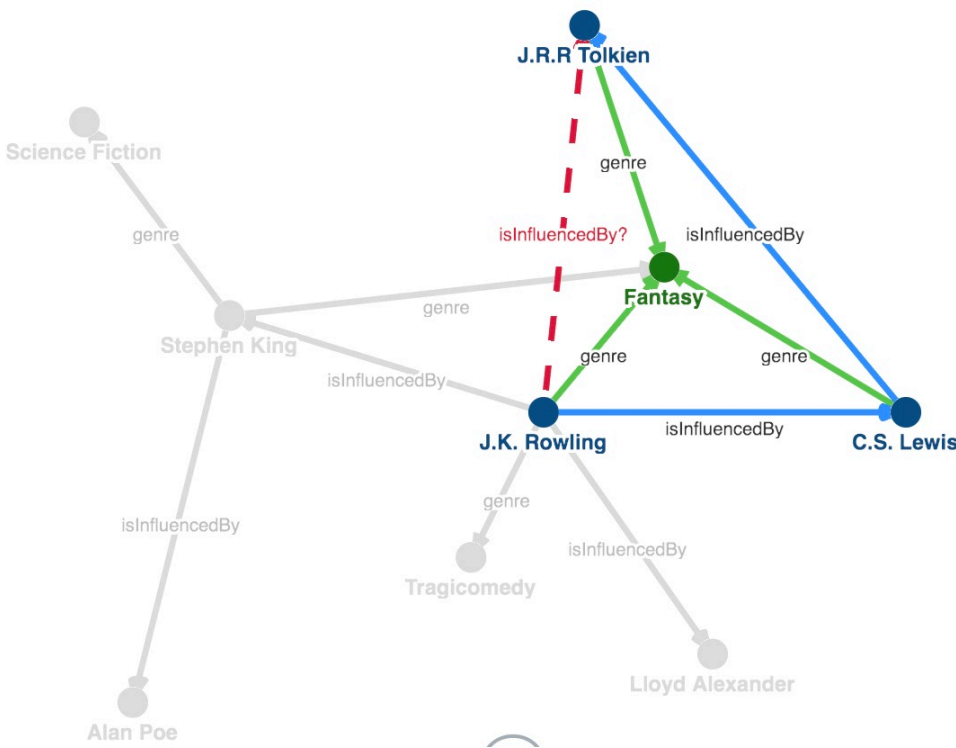 J.R.R Tolkien
Science Fiction
genre
genre
isInfluencedBy?
isInfluencedBy
Fantasy
genre
Stephen King
genre
genre
isInfluencedBy
J.K. Rowling
isInfluencedBy
C.S. Lewis
genre
isInfluencedBy
isInfluencedBy
Tragicomedy
Lloyd Alexander
Alan Poe